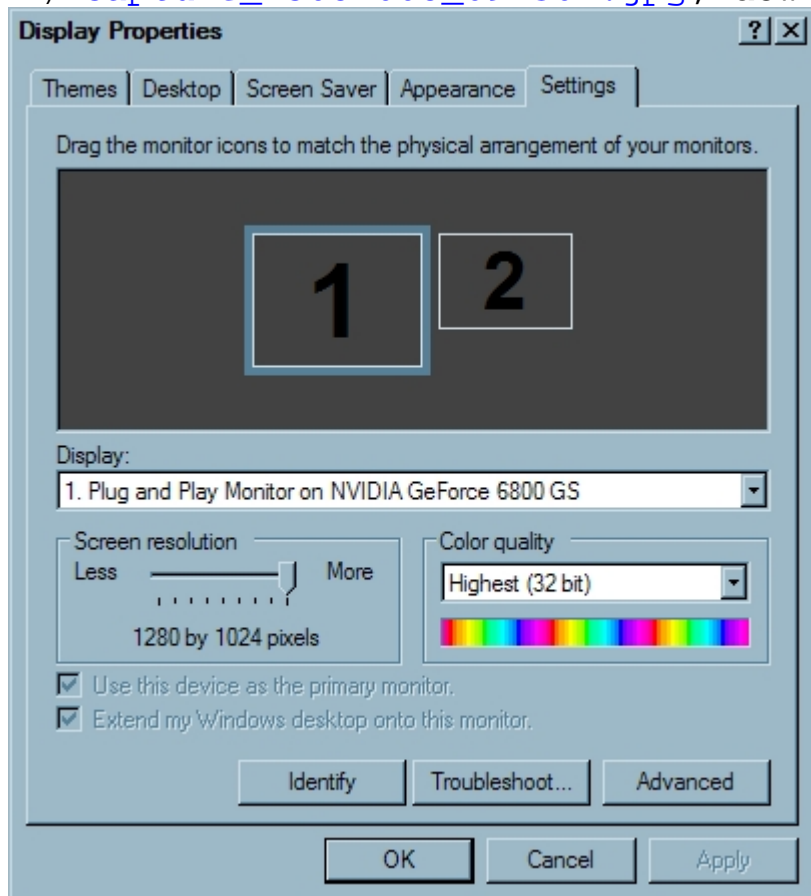 Display Properties
Themes Desktop Screen Saver Appearance Settings
Drag the monitor icons to match the physical arrangement of your monitors.
1 2
Display:
1. Plug and Play Monitor on NVIDIA GeForce 6800 GS
Screen resolution Color quality
Less More Highest (32 bit)
1280 by 1024 pixels
Use this device as the primary monitor.
Extend my Windows desktop onto this monitor.
Identify Troubleshoot... Advanced
OK Cancel Apply